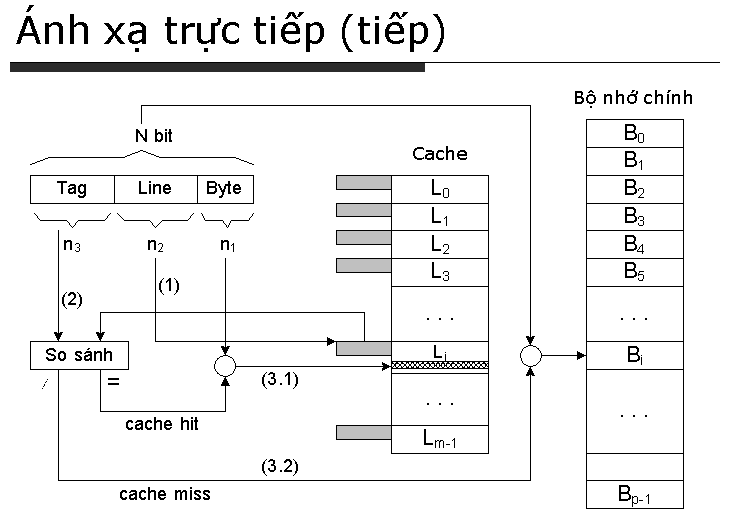 Ánh xạ trực tiếp (tiếp)
Bộ nhớ chính
N bit
Cache
Tag Line Byte
n3 n2 n1
(2)
(1)
So sánh
=
cache hit
(3.1)
(3.2)
cache miss
L0
L1
L2
L3
. . .
Li
. . .
Lm-1
B0
B1
B2
B3
B4
B5
. . .
Bi
. . .
Bp-1